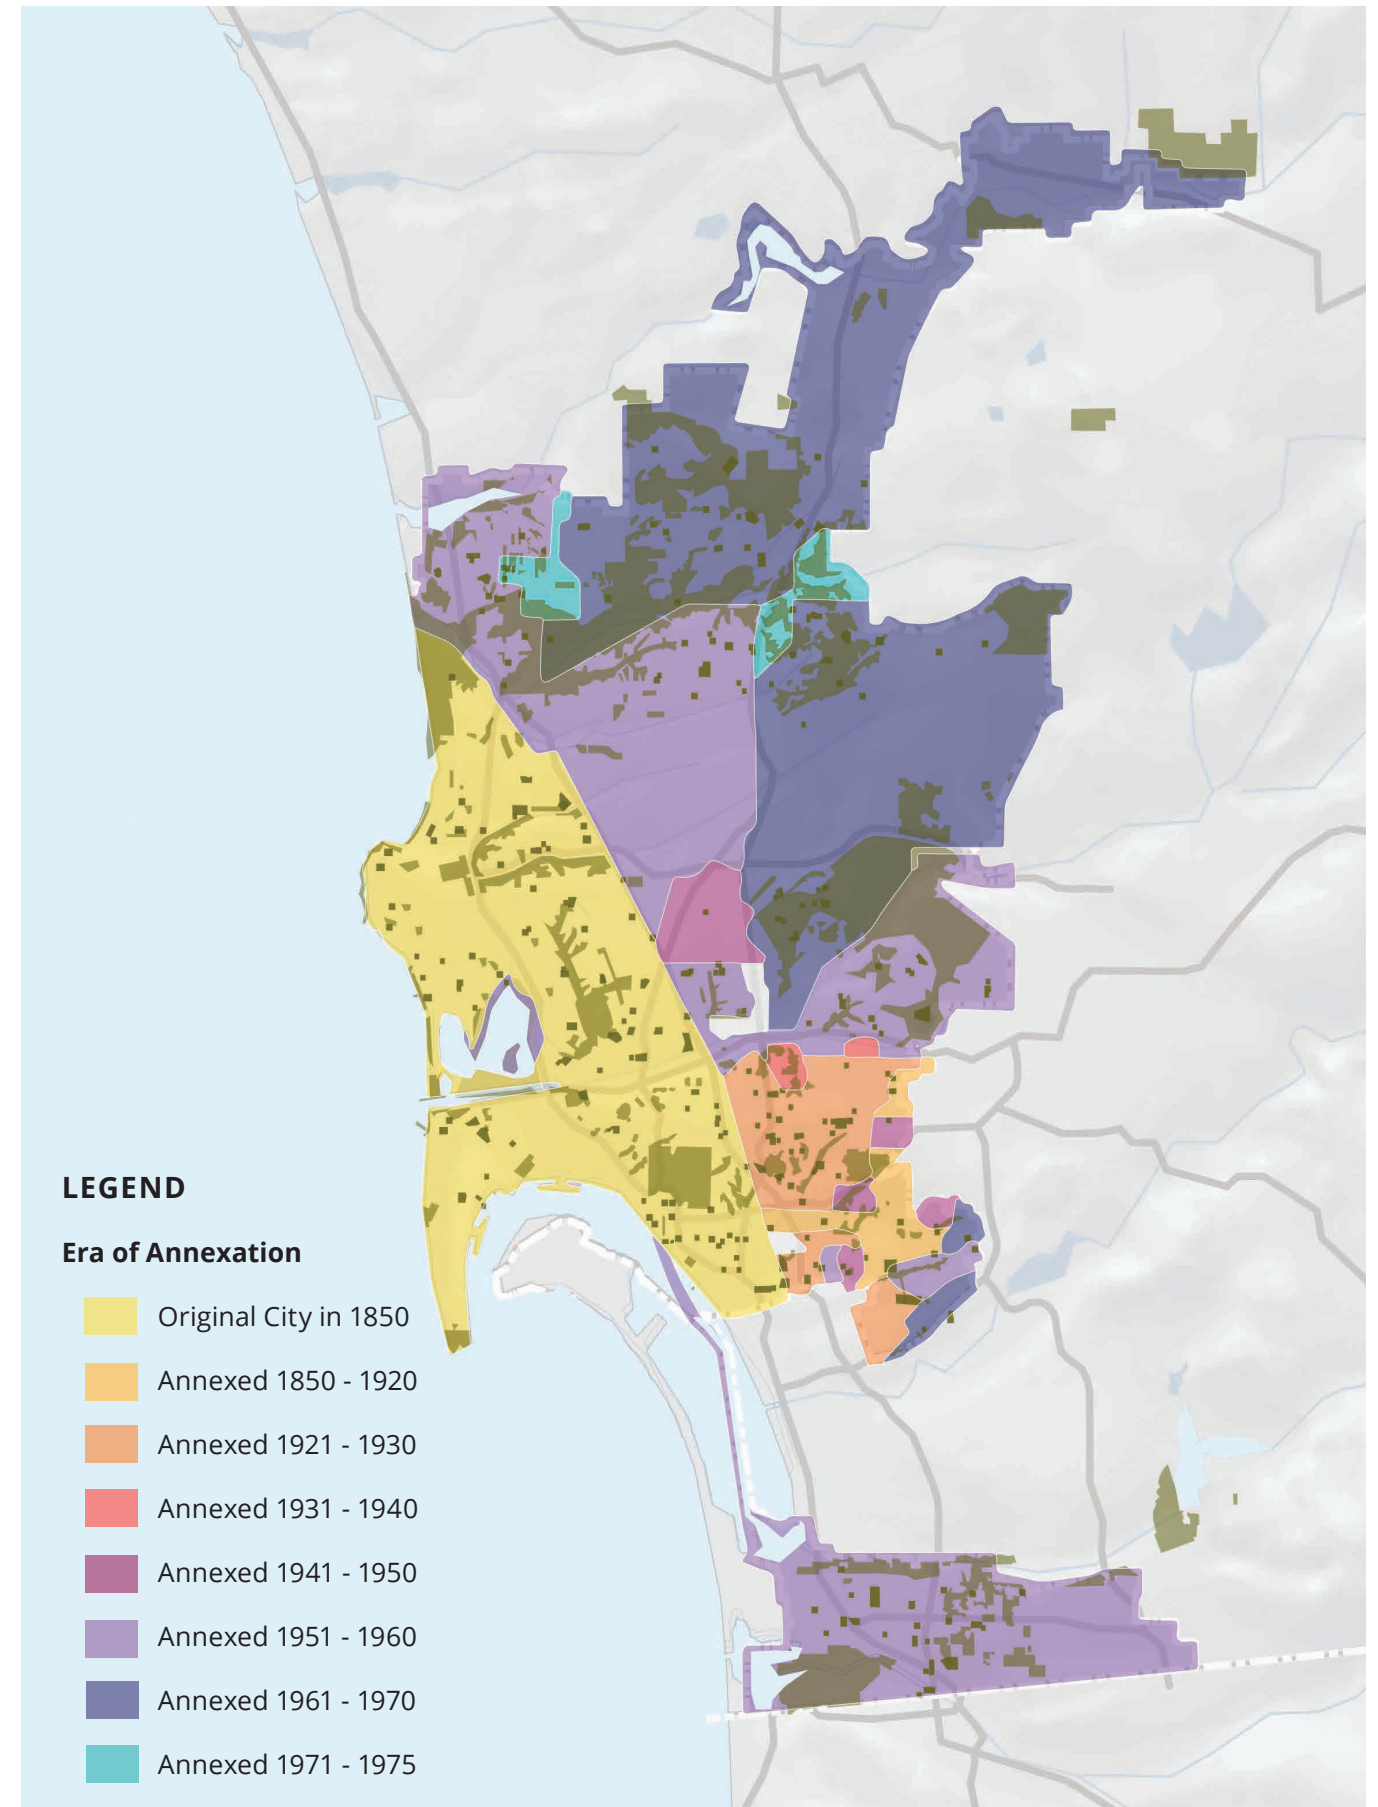 LEGEND
Era of Annexation
Original City in 1850
Annexed 1850 - 1920
Annexed 1921 - 1930
Annexed 1931 - 1940
Annexed 1941 - 1950
Annexed 1951 - 1960
Annexed 1961 - 1970
Annexed 1971 - 1975